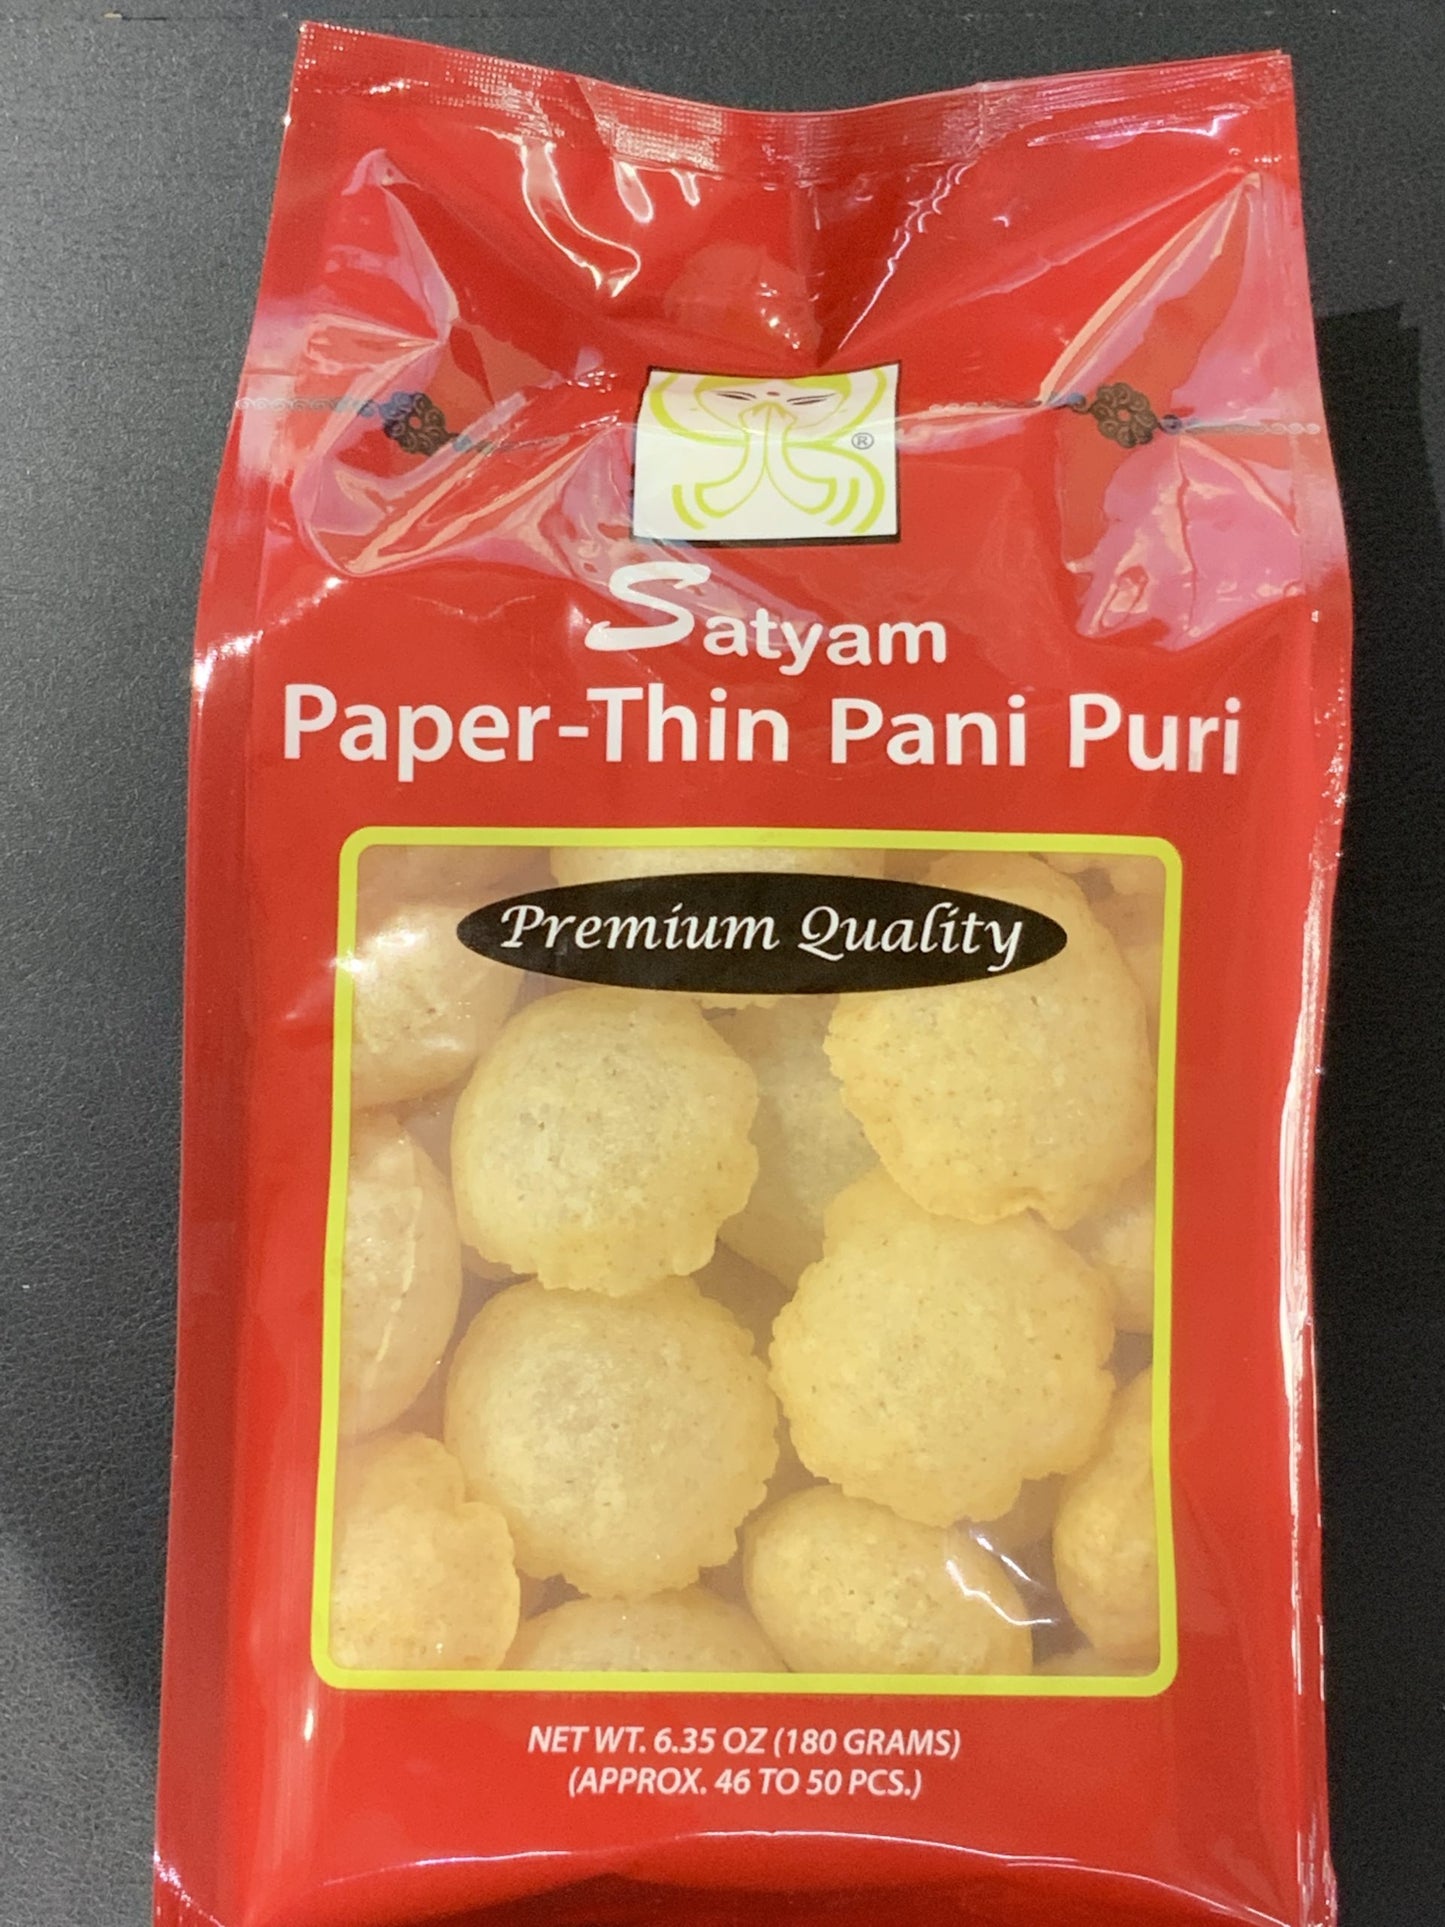 ®
Satyam
Paper-Thin Pani Puri
Premium Quality
NET WT. 6.35 OZ (180 GRAMS)
(APPROX. 46 TO 50 PCS.)